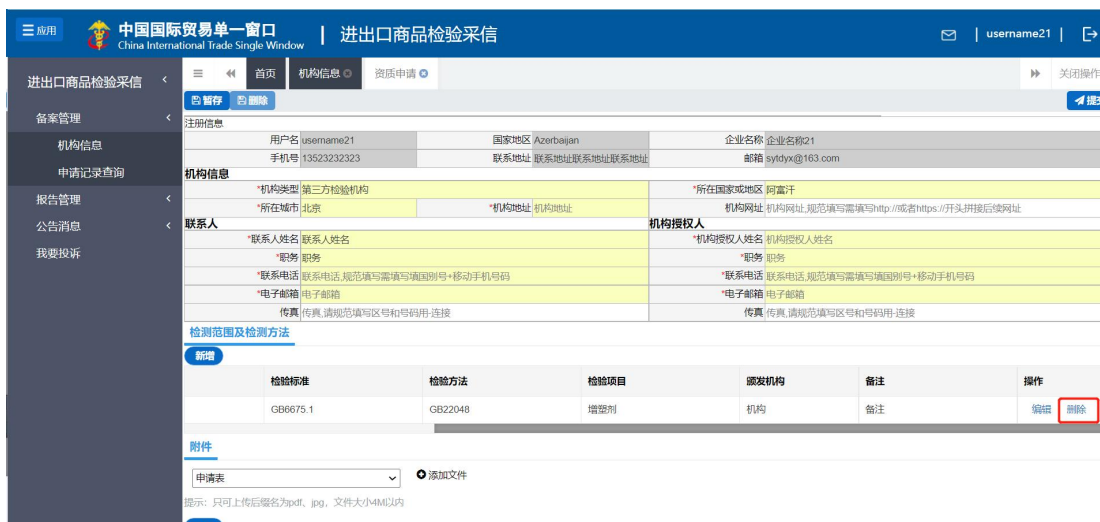 应用 中国国际贸易单一窗口 | 进出口商品检验采信 | username21 |
China International Trade Single Window
进出口商品检验采信
首页 机构信息 资质申请 关闭操作
暂存 删除
备案管理
注册信息
用户名 username21 国家地区 Azerbaijan 企业名称 企业名称21
机构信息
手机号 13523232323 联系地址 联系地址联系地址联系地址 邮箱 sytdyx@163.com
申请记录查询
机构信息
*机构类型 第三方检验机构 *所在国家或地区 阿富汗
报告管理
*所在城市 北京 *机构地址 机构地址 机构网址 机构网址,规范填写需填写http://或者https://开头拼接后续网址
公告消息
联系人 机构授权人
*联系人姓名 联系人姓名 *机构授权人姓名 机构授权人姓名
我要投诉
*职务 职务 *职务 职务
*联系电话 联系电话,规范填写需填写填国别号+移动手机号码 *联系电话 联系电话,规范填写需填写填国别号+移动手机号码
*电子邮箱 电子邮箱 *电子邮箱 电子邮箱
传真 传真,请规范填写区号和号码用-连接 传真 传真,请规范填写区号和号码用-连接
检测范围及检测方法
新增
检验标准 检验方法 检验项目 颁发机构 备注 操作
GB6675.1 GB22048 增塑剂 机构 备注 编辑 删除
附件
申请表 添加文件
提示：只可上传后缀名为pdf、jpg，文件大小4M以内